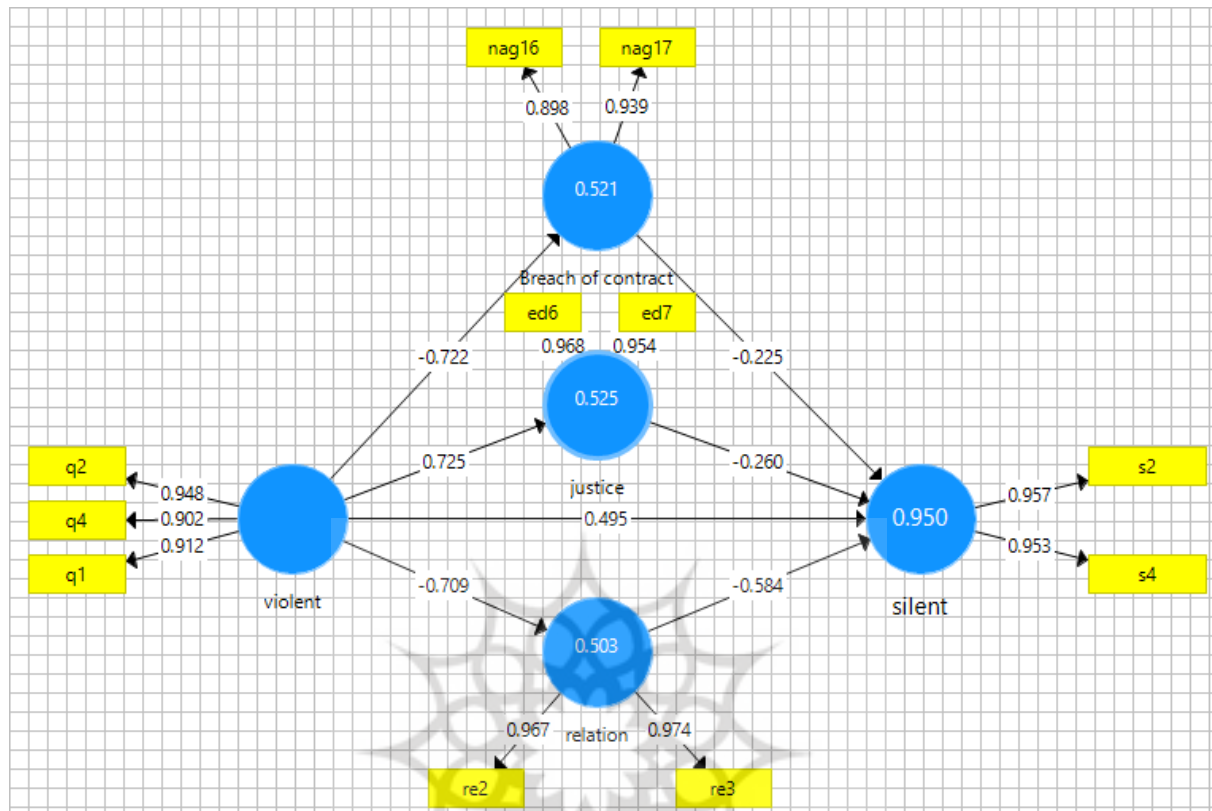 nag16 nag17
0.898 0.939
0.521
Breach of contract
ed6 ed7
0.968 0.954
-0.722 -0.225
0.525
0.725 -0.260
justice
q2 s2
0.948 0.957
q4 0.902 0.495 0.950
0.912 0.953
q1 s4
-0.709 -0.584
violent silent
0.503
0.967 relation 0.974
re2 re3